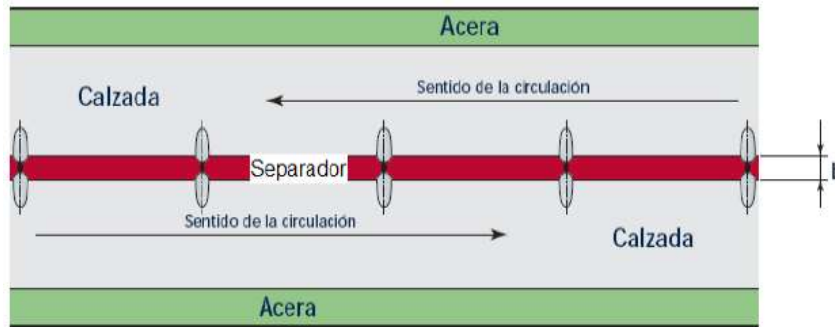 Acera
Sentido de la circulación
Calzada
Separador
Sentido de la circulación
Calzada
Acera